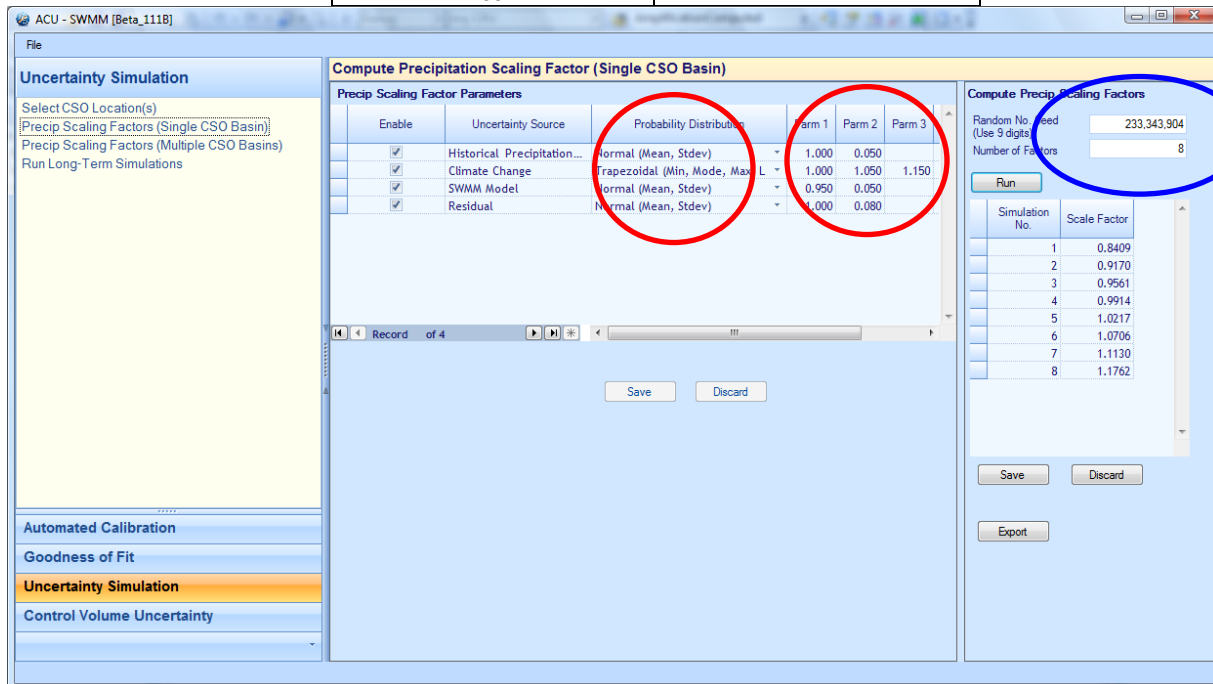 ACU - SWMM [Beta_111B]
File
Uncertainty Simulation
Select CSO Location(s)
Precip Scaling Factors (Single CSO Basin)
Precip Scaling Factors (Multiple CSO Basins)
Run Long-Term Simulations
Automated Calibration
Goodness of Fit
Uncertainty Simulation
Control Volume Uncertainty
Compute Precipitation Scaling Factor (Single CSO Basin)
Precip Scaling Factor Parameters
Enable Uncertainty Source Probability Distribution Parm 1 Parm 2 Parm 3
Historical Precipitation... Normal (Mean, Stdev) 1.000 0.050
Climate Change Trapezoidal (Min, Mode, Max, L 1.000 1.050 1.150
SWMM Model Normal (Mean, Stdev) 0.950 0.050
Residual Normal (Mean, Stdev) 1.000 0.080
Record of 4
Save Discard
Compute Precip Scaling Factors
Random No. Seed
(Use 9 digits) 233,343,904
Number of Factors 8
Run
Simulation No. Scale Factor
1 0.8409
2 0.9170
3 0.9561
4 0.9914
5 1.0217
6 1.0706
7 1.1130
8 1.1762
Save Discard
Export